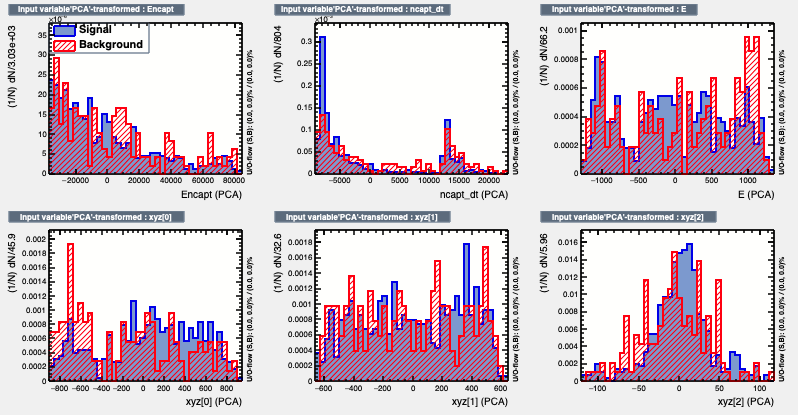 Input variable'PCA'-transformed : Encapt
Input variable'PCA'-transformed : ncapt_dt
Input variable'PCA'-transformed : E
(1/N) dN/3.03e+03
35
30
25
20
15
10
5
0
Signal
Background
−20000 0 20000 40000 60000 80000
Encapt (PCA)
U/O-flow (S,B): (0.0, 0.0)% / (0.0, 0.0)%
(1/N) dN/804
0.3
0.25
0.2
0.15
0.1
0.05
0
−5000 0 5000 10000 15000 20000
ncapt_dt (PCA)
U/O-flow (S,B): (0.0, 0.0)% / (0.0, 0.0)%
(1/N) dN/66.2
0.001
0.0008
0.0006
0.0004
0.0002
0
−1000 −500 0 500 1000
E (PCA)
U/O-flow (S,B): (0.0, 0.0)% / (0.0, 0.0)%
Input variable'PCA'-transformed : xyz[0]
Input variable'PCA'-transformed : xyz[1]
Input variable'PCA'-transformed : xyz[2]
(1/N) dN/45.9
0.002
0.0018
0.0016
0.0014
0.0012
0.001
0.0008
0.0006
0.0004
0.0002
0
−800 −600 −400 −200 0 200 400 600 800
xyz[0] (PCA)
U/O-flow (S,B): (0.0, 0.0)% / (0.0, 0.0)%
(1/N) dN/32.6
0.0018
0.0016
0.0014
0.0012
0.001
0.0008
0.0006
0.0004
0.0002
0
−600 −400 −200 0 200 400 600
xyz[1] (PCA)
U/O-flow (S,B): (0.0, 0.0)% / (0.0, 0.0)%
(1/N) dN/5.96
0.016
0.014
0.012
0.01
0.008
0.006
0.004
0.002
0
−100 −50 0 50 100
xyz[2] (PCA)
U/O-flow (S,B): (0.0, 0.0)% / (0.0, 0.0)%